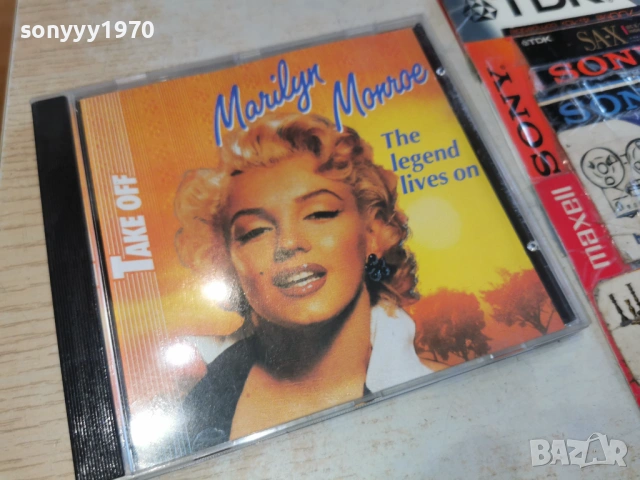 sonyyy1970
Marilyn
Monroe
The
legend
lives on
TAKE OFF
TDK
TDK
SA-X
SONY
SONY
SONY
maxell
BAZAR